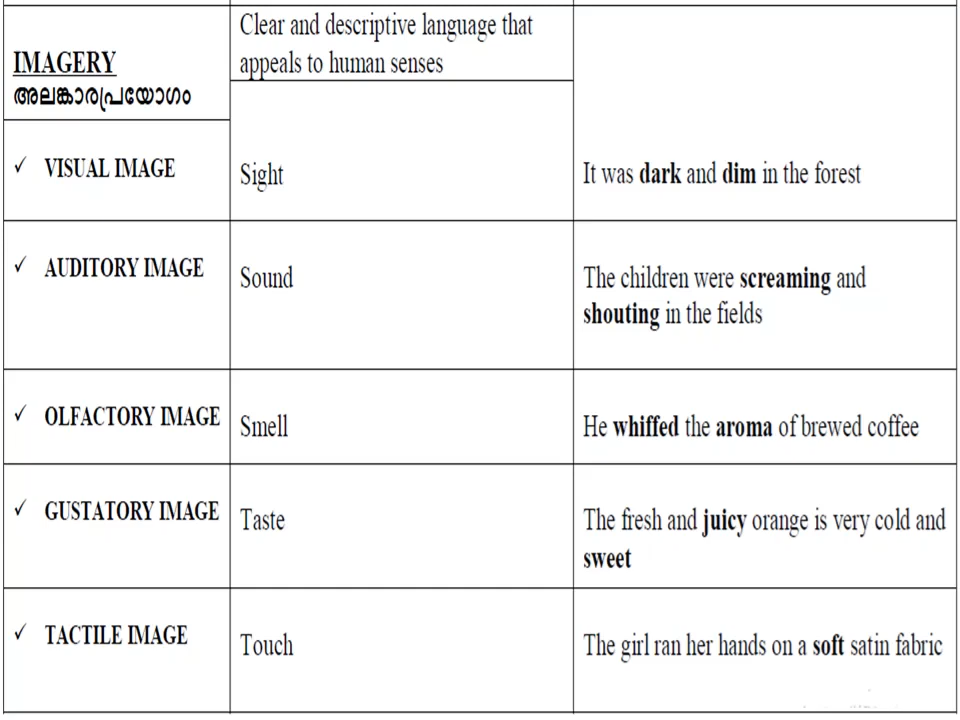 Clear and descriptive language that
appeals to human senses
IMAGERY
അലങ്കാരപ്രയോഗം
✓ VISUAL IMAGE
Sight
It was dark and dim in the forest
✓ AUDITORY IMAGE
Sound
The children were screaming and
shouting in the fields
✓ OLFACTORY IMAGE
Smell
He whiffed the aroma of brewed coffee
✓ GUSTATORY IMAGE
Taste
The fresh and juicy orange is very cold and
sweet
✓ TACTILE IMAGE
Touch
The girl ran her hands on a soft satin fabric